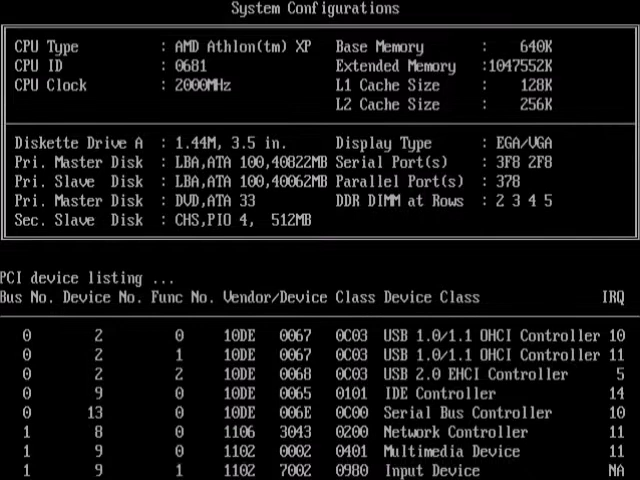 System Configurations
CPU Type : AMD Athlon(tm) XP Base Memory : 640K
CPU ID : 0681 Extended Memory :1047552K
CPU Clock : 2000MHz L1 Cache Size : 128K
L2 Cache Size : 256K
Diskette Drive A : 1.44M, 3.5 in. Display Type : EGA/VGA
Pri. Master Disk : LBA,ATA 100,40822MB Serial Port(s) : 3F8 2F8
Pri. Slave Disk : LBA,ATA 100,40062MB Parallel Port(s) : 378
Pri. Master Disk : DVD,ATA 33 DDR DIMM at Rows : 2 3 4 5
Sec. Slave Disk : CHS,PIO 4, 512MB
PCI device listing ...
Bus No. Device No. Func No. Vendor/Device Class Device Class IRQ
0 2 0 10DE 0067 0C03 USB 1.0/1.1 OHCI Controller 10
0 2 1 10DE 0067 0C03 USB 1.0/1.1 OHCI Controller 11
0 2 2 10DE 0068 0C03 USB 2.0 EHCI Controller 5
0 9 0 10DE 0065 0101 IDE Controller 14
0 13 0 10DE 006E 0C00 Serial Bus Controller 10
1 8 0 1106 3043 0200 Network Controller 11
1 9 0 1102 0002 0401 Multimedia Device 11
1 9 1 1102 7002 0980 Input Device NA